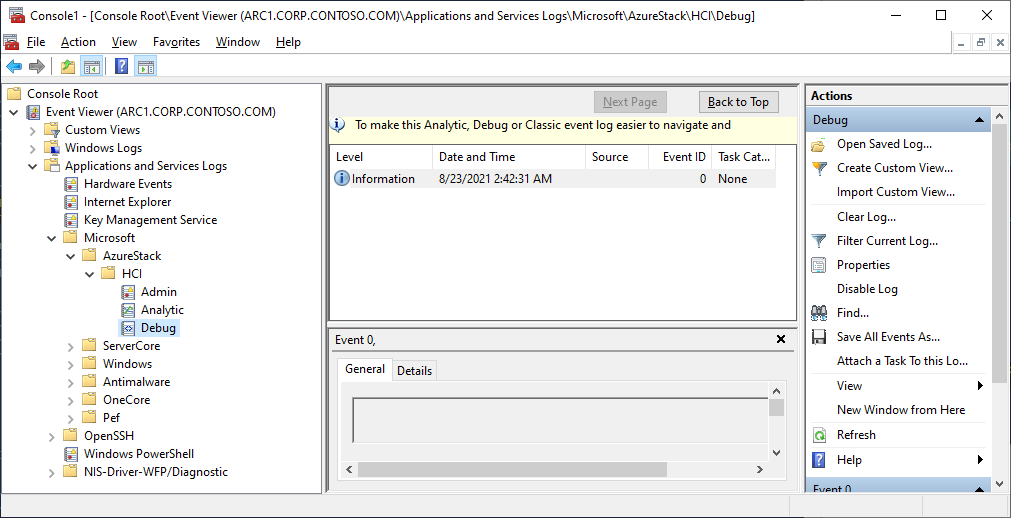 Console1 - [Console Root\Event Viewer (ARC1.CORP.CONTOSO.COM)\Applications and Services Logs\Microsoft\AzureStack\HCI\Debug]
File Action View Favorites Window Help
Console Root
Event Viewer (ARC1.CORP.CONTOSO.COM)
Custom Views
Windows Logs
Applications and Services Logs
Hardware Events
Internet Explorer
Key Management Service
Microsoft
AzureStack
HCI
Admin
Analytic
Debug
ServerCore
Windows
Antimalware
OneCore
Pef
OpenSSH
Windows PowerShell
NIS-Driver-WFP/Diagnostic
Next Page Back to Top
To make this Analytic, Debug or Classic event log easier to navigate and
Level Date and Time Source Event ID Task Cat...
Information 8/23/2021 2:42:31 AM 0 None
Event 0,
General Details
Actions
Debug
Open Saved Log...
Create Custom View...
Import Custom View...
Clear Log...
Filter Current Log...
Properties
Disable Log
Find...
Save All Events As...
Attach a Task To this Lo...
View
New Window from Here
Refresh
Help
Event 0